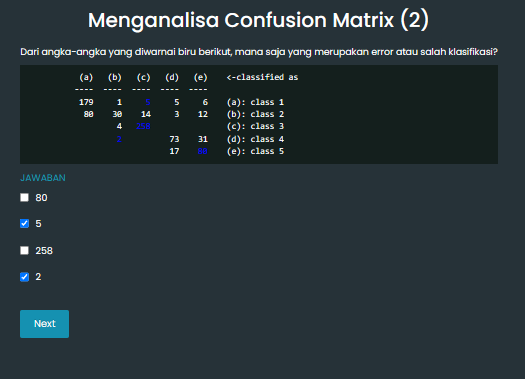 Menganalisa Confusion Matrix (2)
Dari angka-angka yang diwarnai biru berikut, mana saja yang merupakan error atau salah klasifikasi?
(a) (b) (c) (d) (e) <-classified as
---- ---- ---- ---- ----
179 1 5 5 6 (a): class 1
80 30 14 3 12 (b): class 2
4 258 (c): class 3
2 73 31 (d): class 4
17 (e): class 5
JAWABAN
80
5
258
2
Next